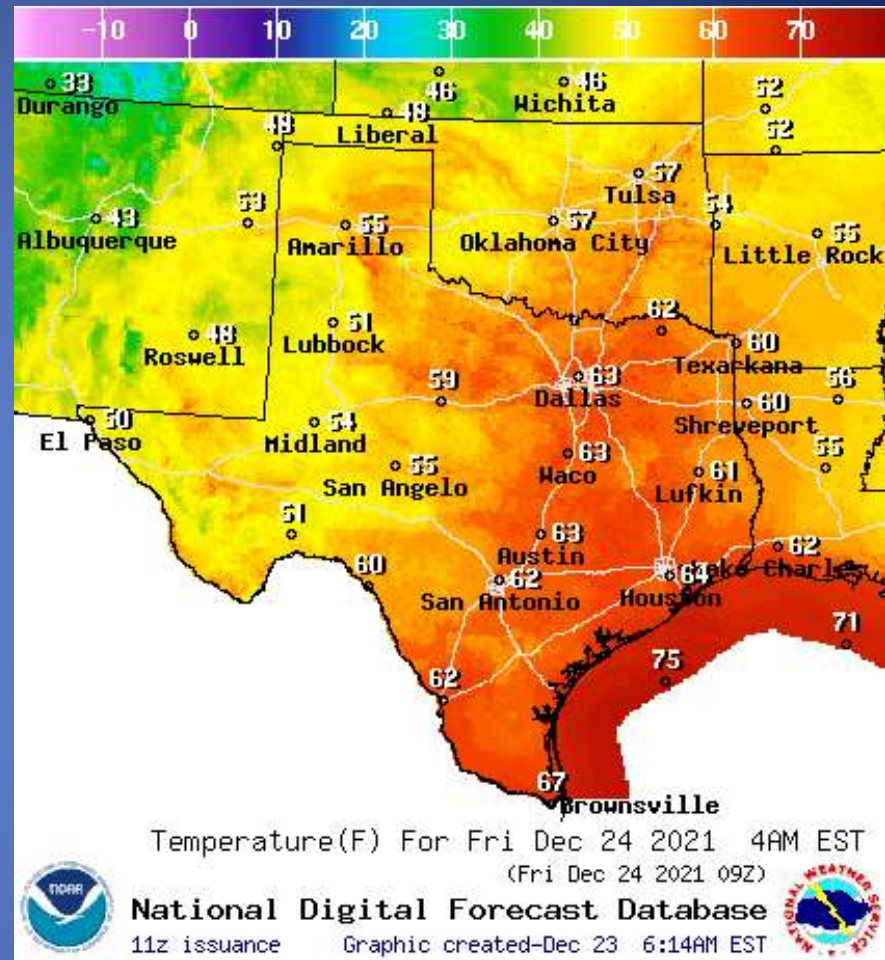 -10 0 10 20 30 40 50 60 70
33
Durango
46
46
Wichita
52
48
Liberal
49
52
57
Tulsa
43
Albuquerque
53
55
Amarillo
57
Oklahoma City
54
55
Little Rock
48
Roswell
51
Lubbock
62
60
Texarkana
63
Dallas
59
60
Shreveport
56
50
El Paso
54
Midland
55
San Angelo
63
Waco
61
Lufkin
55
51
63
Austin
62
60
62
San Antonio
64
Houston
71
75
62
67
Brownsville
Temperature(F) For Fri Dec 24 2021 4AM EST
(Fri Dec 24 2021 09Z)
NOAA
National Digital Forecast Database
NATIONAL WEATHER SERVICE
11z issuance Graphic created-Dec 23 6:14AM EST